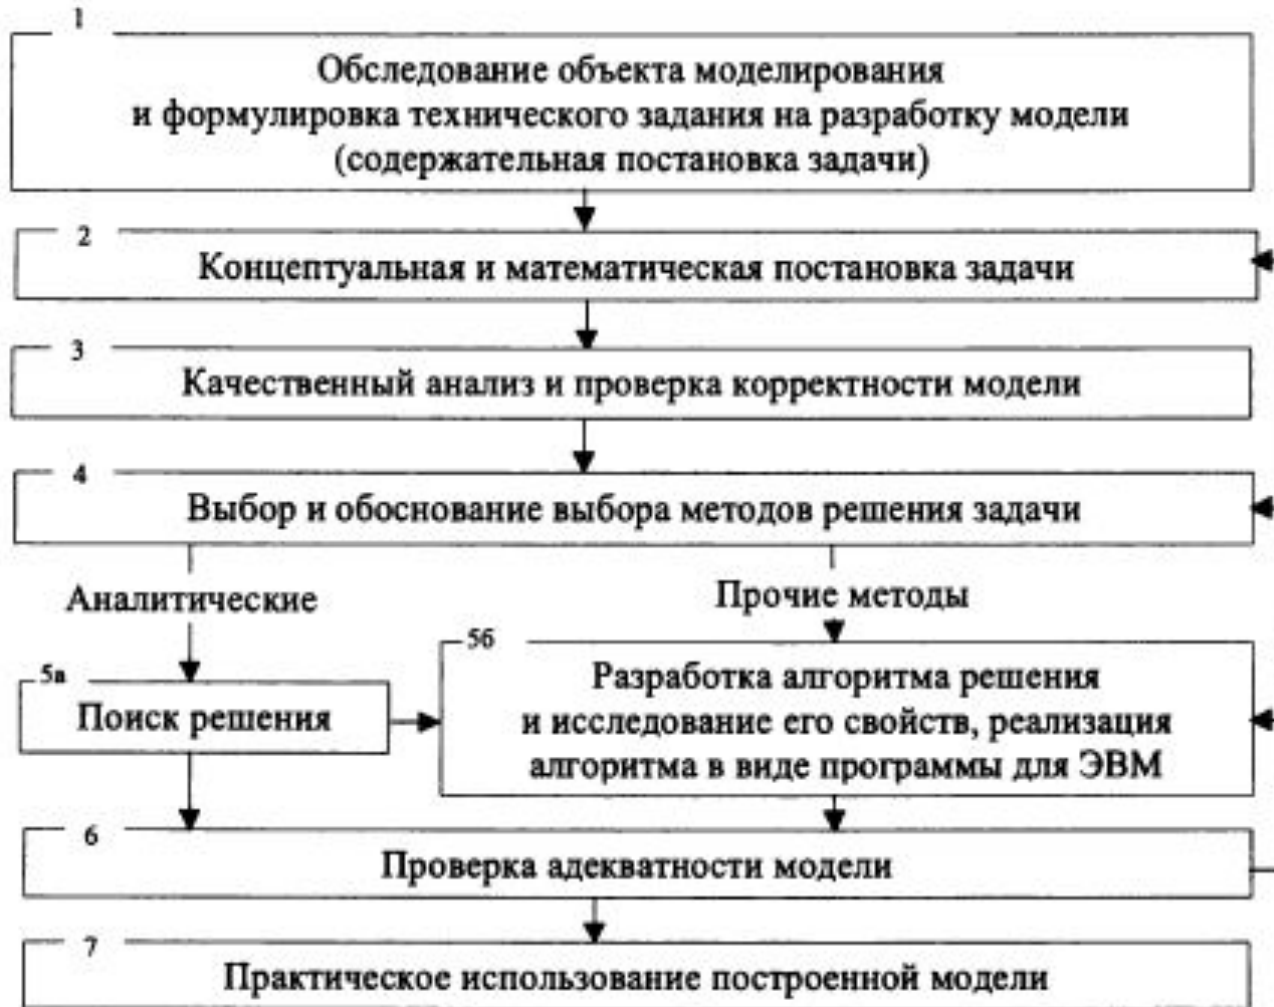 1
Обследование объекта моделирования
и формулировка технического задания на разработку модели
(содержательная постановка задачи)
2
Концептуальная и математическая постановка задачи
3
Качественный анализ и проверка корректности модели
4
Выбор и обоснование выбора методов решения задачи
Аналитические
Прочие методы
5а
Поиск решения
5б
Разработка алгоритма решения
и исследование его свойств, реализация
алгоритма в виде программы для ЭВМ
6
Проверка адекватности модели
7
Практическое использование построенной модели